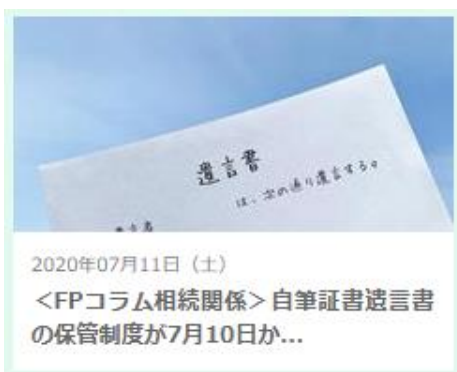 遺言書
は、次の通り遺言する。
2020年07月11日（土）
＜FPコラム相続関係＞自筆証書遺言書
の保管制度が7月10日か...